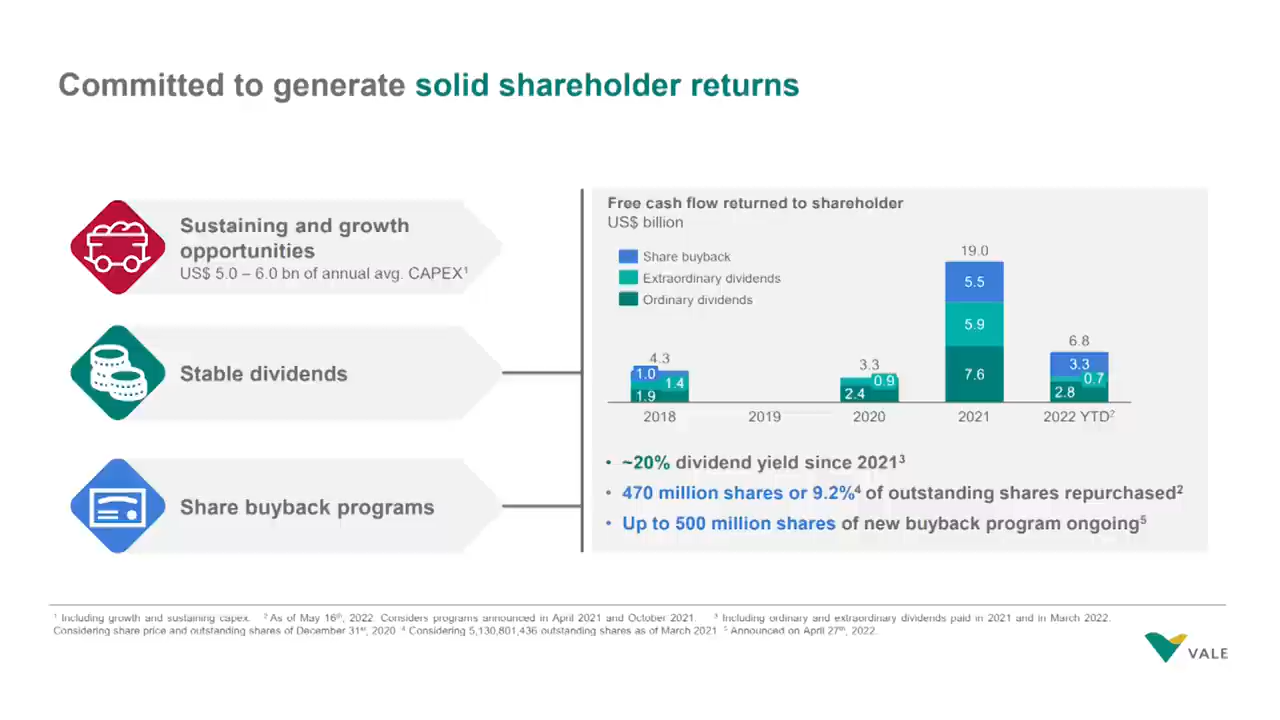 Committed to generate solid shareholder returns
Sustaining and growth
opportunities
US$ 5.0 – 6.0 bn of annual avg. CAPEX¹
Stable dividends
Share buyback programs
Free cash flow returned to shareholder
US$ billion
Share buyback
Extraordinary dividends
Ordinary dividends
4.3
1.0
1.4
1.9
3.3
0.9
2.4
19.0
5.5
5.9
7.6
6.8
3.3
0.7
2.8
2018 2019 2020 2021 2022 YTD²
• ~20% dividend yield since 2021³
• 470 million shares or 9.2%⁴ of outstanding shares repurchased²
• Up to 500 million shares of new buyback program ongoing⁵
¹ Including growth and sustaining capex. ² As of May 16th, 2022. Considers programs announced in April 2021 and October 2021. ³ Including ordinary and extraordinary dividends paid in 2021 and in March 2022.
Considering share price and outstanding shares of December 31st, 2020 ⁴ Considering 5,130,801,436 outstanding shares as of March 2021 ⁵ Announced on April 27th, 2022.
VALE